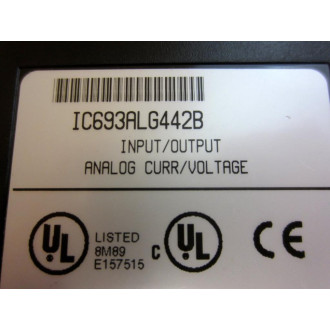 IC693ALG442B
INPUT/OUTPUT
ANALOG CURR/VOLTAGE
UL LISTED
8M89
E157515
C UL CE